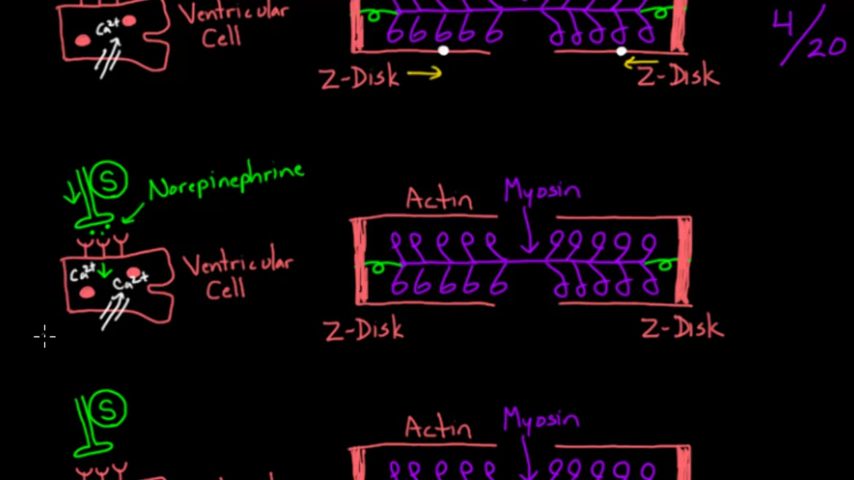 Ca2+
Ventricular
Cell
4/20
Z-Disk
Z-Disk
S
Norepinephrine
Actin
Myosin
Ca2+
Ca2+
Ventricular
Cell
Z-Disk
Z-Disk
S
Actin
Myosin